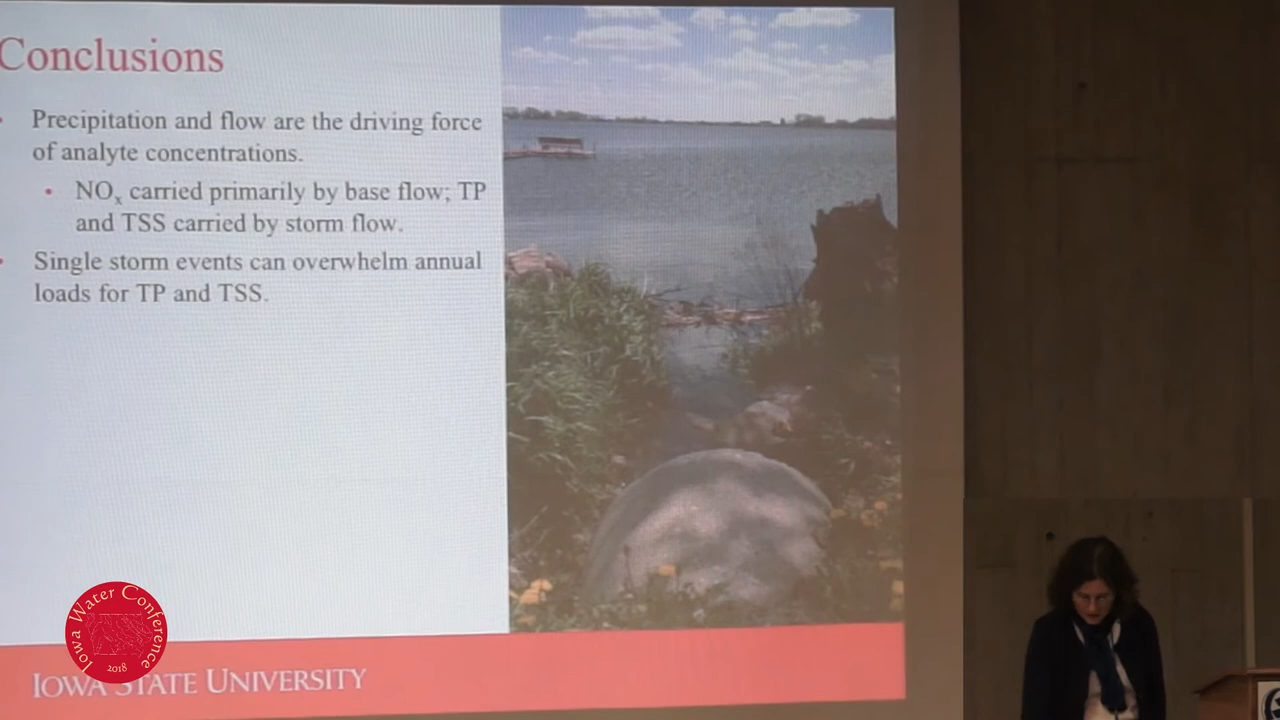 Conclusions
Precipitation and flow are the driving force
of analyte concentrations.
NOₓ carried primarily by base flow; TP
and TSS carried by storm flow.
Single storm events can overwhelm annual
loads for TP and TSS.
Iowa Water Conference
2018
IOWA STATE UNIVERSITY